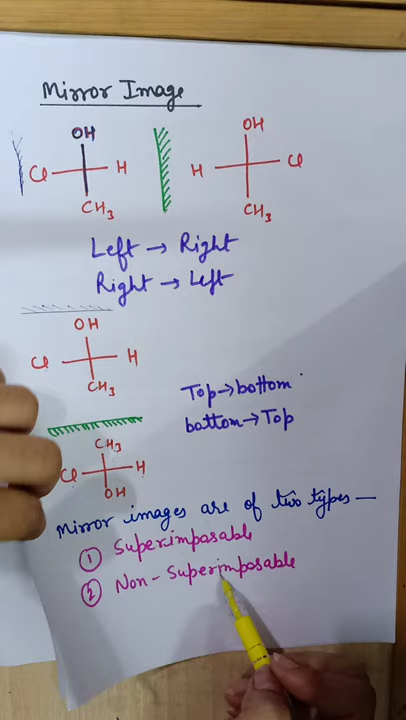 Mirror Image
OH
Cl H
CH3
OH
H Cl
CH3
Left → Right
Right → Left
OH
Cl H
CH3
Top → bottom
bottom → Top
CH3
Cl H
OH
Mirror images are of two types —
① Superimposable
② Non - Superimposable